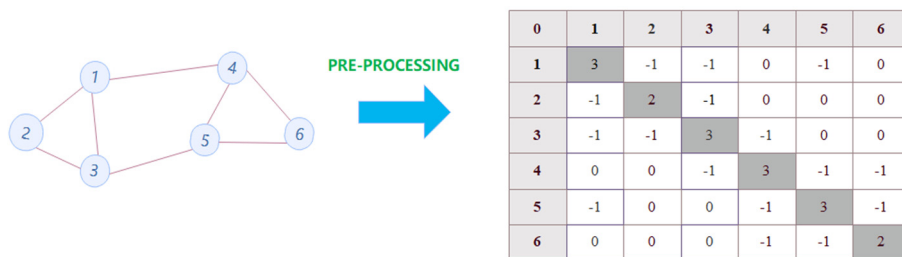 1
4
2
5
6
3
PRE-PROCESSING
0 1 2 3 4 5 6
1 3 -1 -1 0 -1 0
2 -1 2 -1 0 0 0
3 -1 -1 3 -1 0 0
4 0 0 -1 3 -1 -1
5 -1 0 0 -1 3 -1
6 0 0 0 -1 -1 2